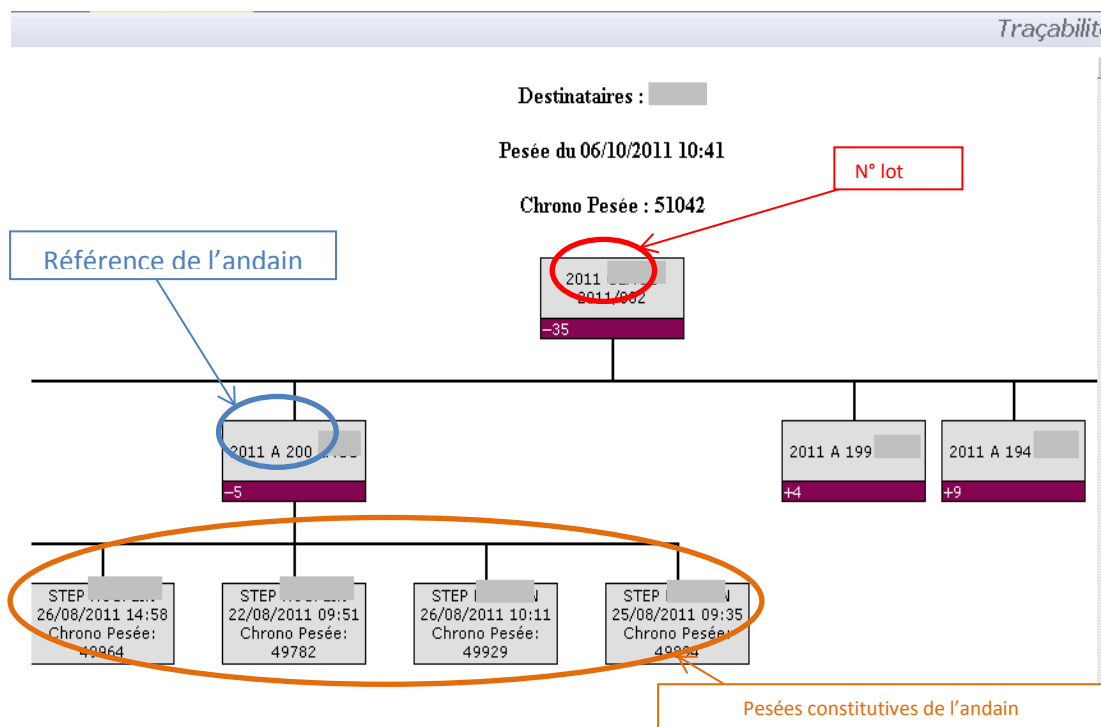 Traçabilit
Destinataires :
Pesée du 06/10/2011 10:41
N° lot
Chrono Pesée : 51042
Référence de l'andain
2011
2011/002
−35
2011 A 200
−5
2011 A 199
+4
2011 A 194
+9
STEP
26/08/2011 14:58
Chrono Pesée:
49964
STEP
22/08/2011 09:51
Chrono Pesée:
49782
STEP
26/08/2011 10:11
Chrono Pesée:
49929
STEP
25/08/2011 09:35
Chrono Pesée:
Pesées constitutives de l'andain